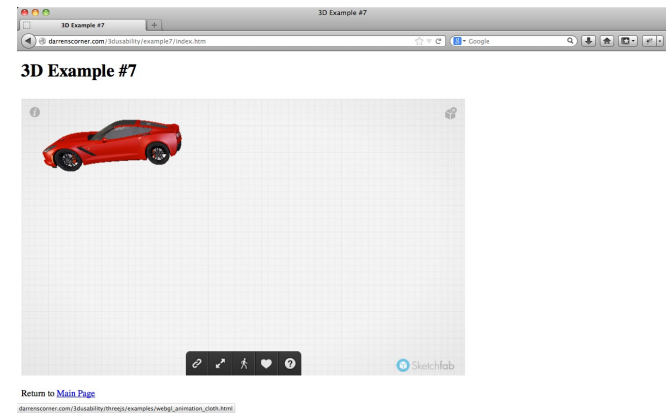 3D Example #7
3D Example #7
darrenscorner.com/3dusability/example7/index.htm
Google
3D Example #7
Sketchfab
Return to Main Page
darrenscorner.com/3dusability/threejs/examples/webgl_animation_cloth.html